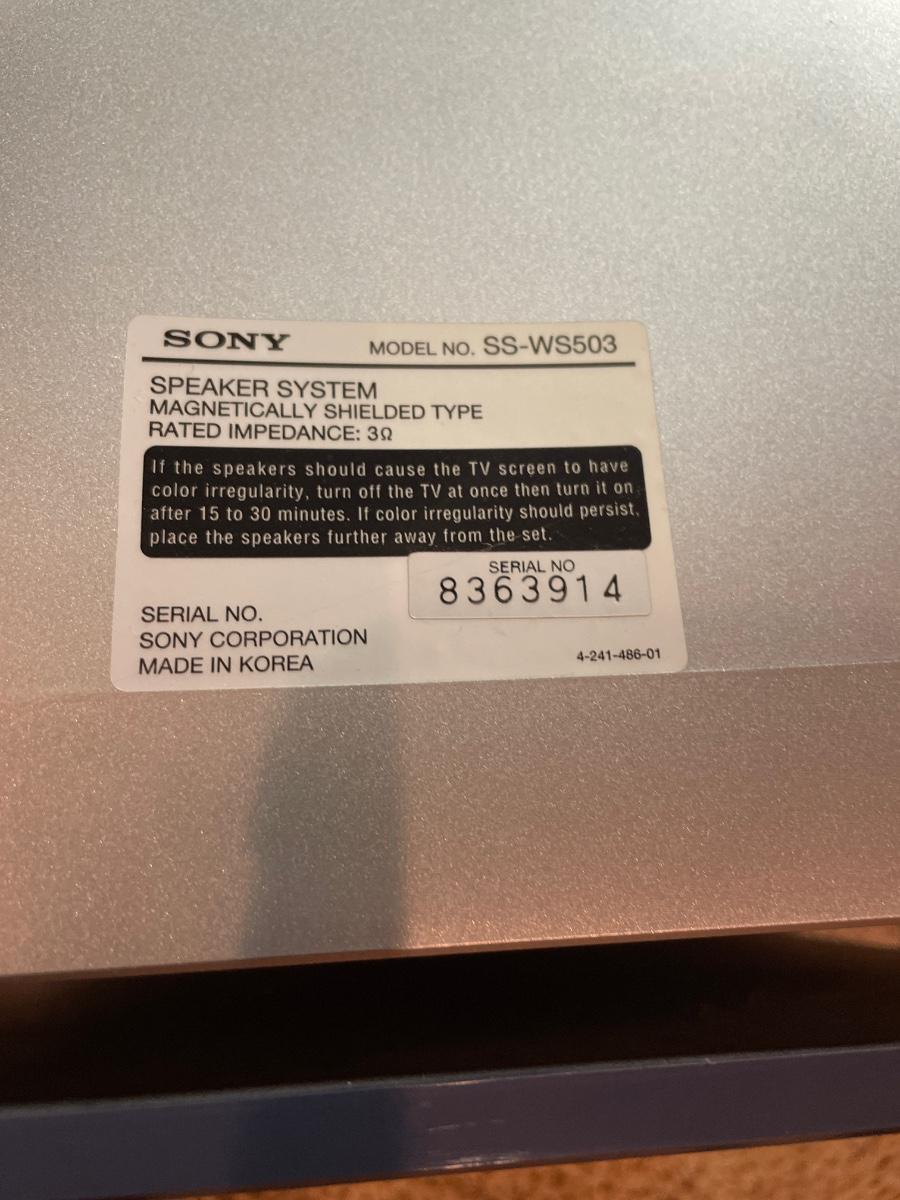 SONY MODEL NO. SS-WS503
SPEAKER SYSTEM
MAGNETICALLY SHIELDED TYPE
RATED IMPEDANCE: 3Ω
If the speakers should cause the TV screen to have
color irregularity, turn off the TV at once then turn it on
after 15 to 30 minutes. If color irregularity should persist,
place the speakers further away from the set.
SERIAL NO
8363914
SERIAL NO.
SONY CORPORATION
MADE IN KOREA
4-241-486-01